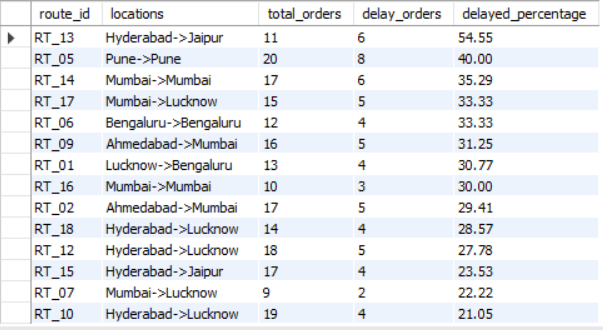 route_id locations total_orders delay_orders delayed_percentage
RT_13 Hyderabad->Jaipur 11 6 54.55
RT_05 Pune->Pune 20 8 40.00
RT_14 Mumbai->Mumbai 17 6 35.29
RT_17 Mumbai->Lucknow 15 5 33.33
RT_06 Bengaluru->Bengaluru 12 4 33.33
RT_09 Ahmedabad->Mumbai 16 5 31.25
RT_01 Lucknow->Bengaluru 13 4 30.77
RT_16 Mumbai->Mumbai 10 3 30.00
RT_02 Ahmedabad->Mumbai 17 5 29.41
RT_18 Hyderabad->Lucknow 14 4 28.57
RT_12 Hyderabad->Lucknow 18 5 27.78
RT_15 Hyderabad->Jaipur 17 4 23.53
RT_07 Mumbai->Lucknow 9 2 22.22
RT_10 Hyderabad->Lucknow 19 4 21.05